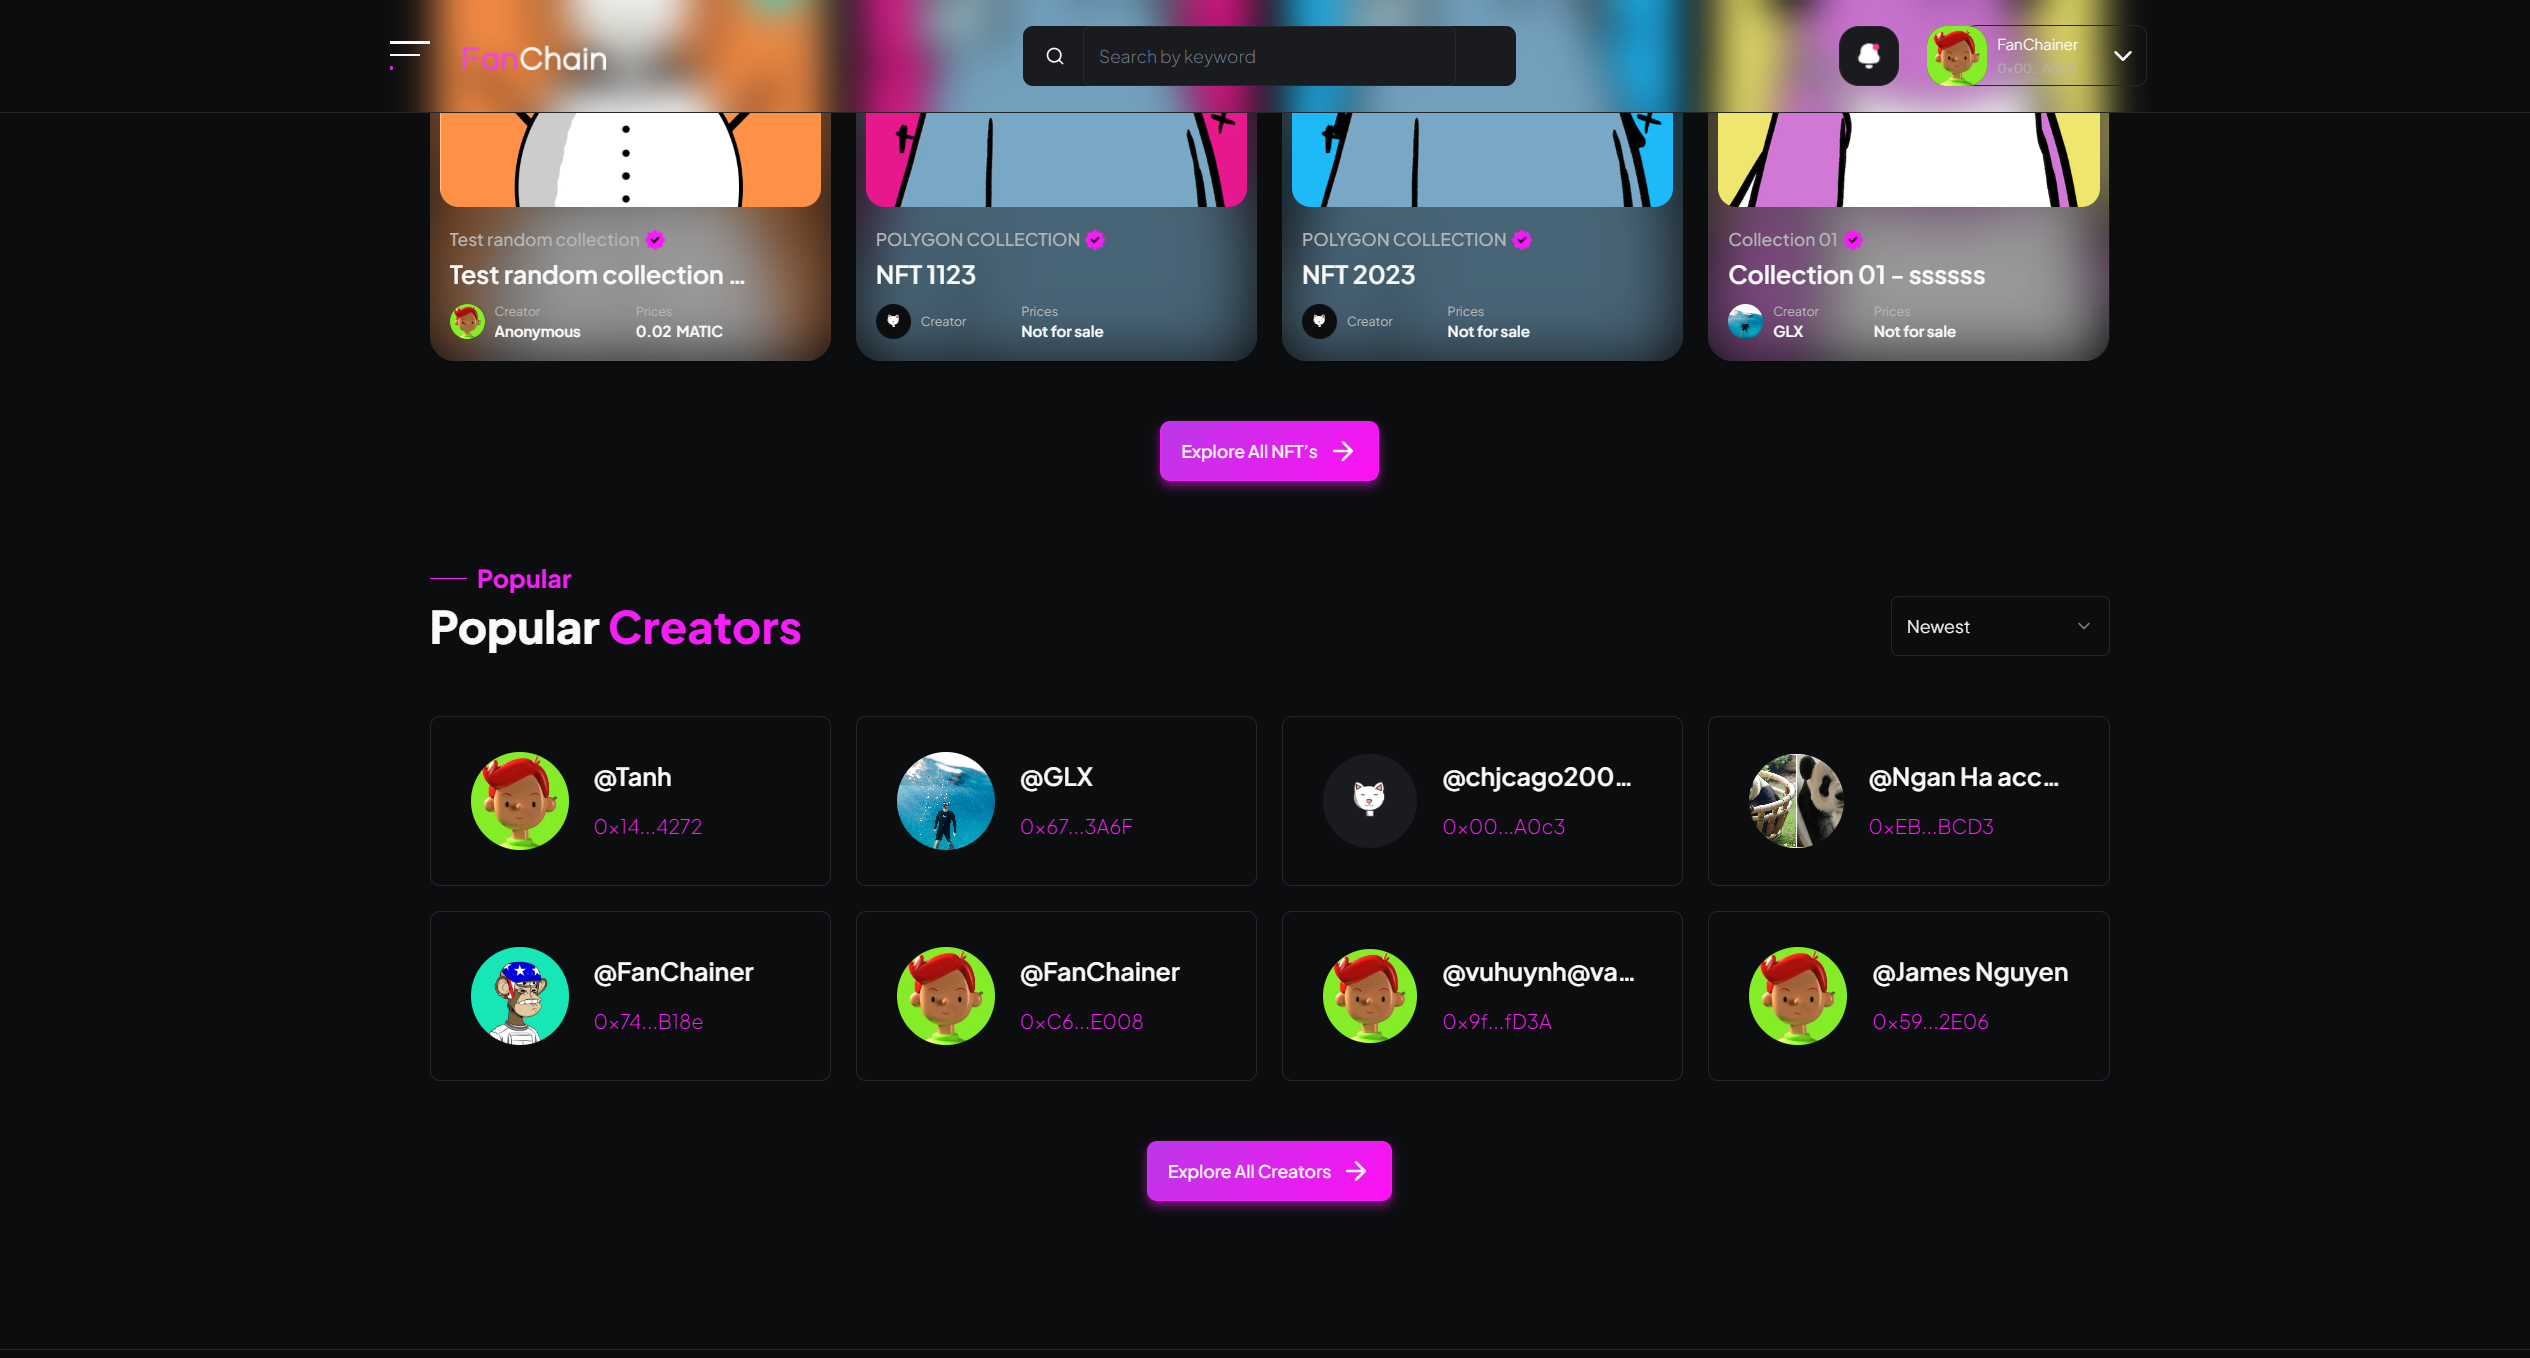 FanChain
Search by keyword
FanChainer
Test random collection
Test random collection ...
Creator
Anonymous
Prices
0.02 MATIC
POLYGON COLLECTION
NFT 1123
Creator
Prices
Not for sale
POLYGON COLLECTION
NFT 2023
Creator
Prices
Not for sale
Collection 01
Collection 01 - ssssss
Creator
GLX
Prices
Not for sale
Explore All NFT's
Popular
Popular Creators
Newest
@Tanh
0x14...4272
@GLX
0x67...3A6F
@chjcago200...
0x00...A0c3
@Ngan Ha acc...
0xEB...BCD3
@FanChainer
0x74...B18e
@FanChainer
0xC6...E008
@vuhuynh@va...
0x9f...fD3A
@James Nguyen
0x59...2E06
Explore All Creators